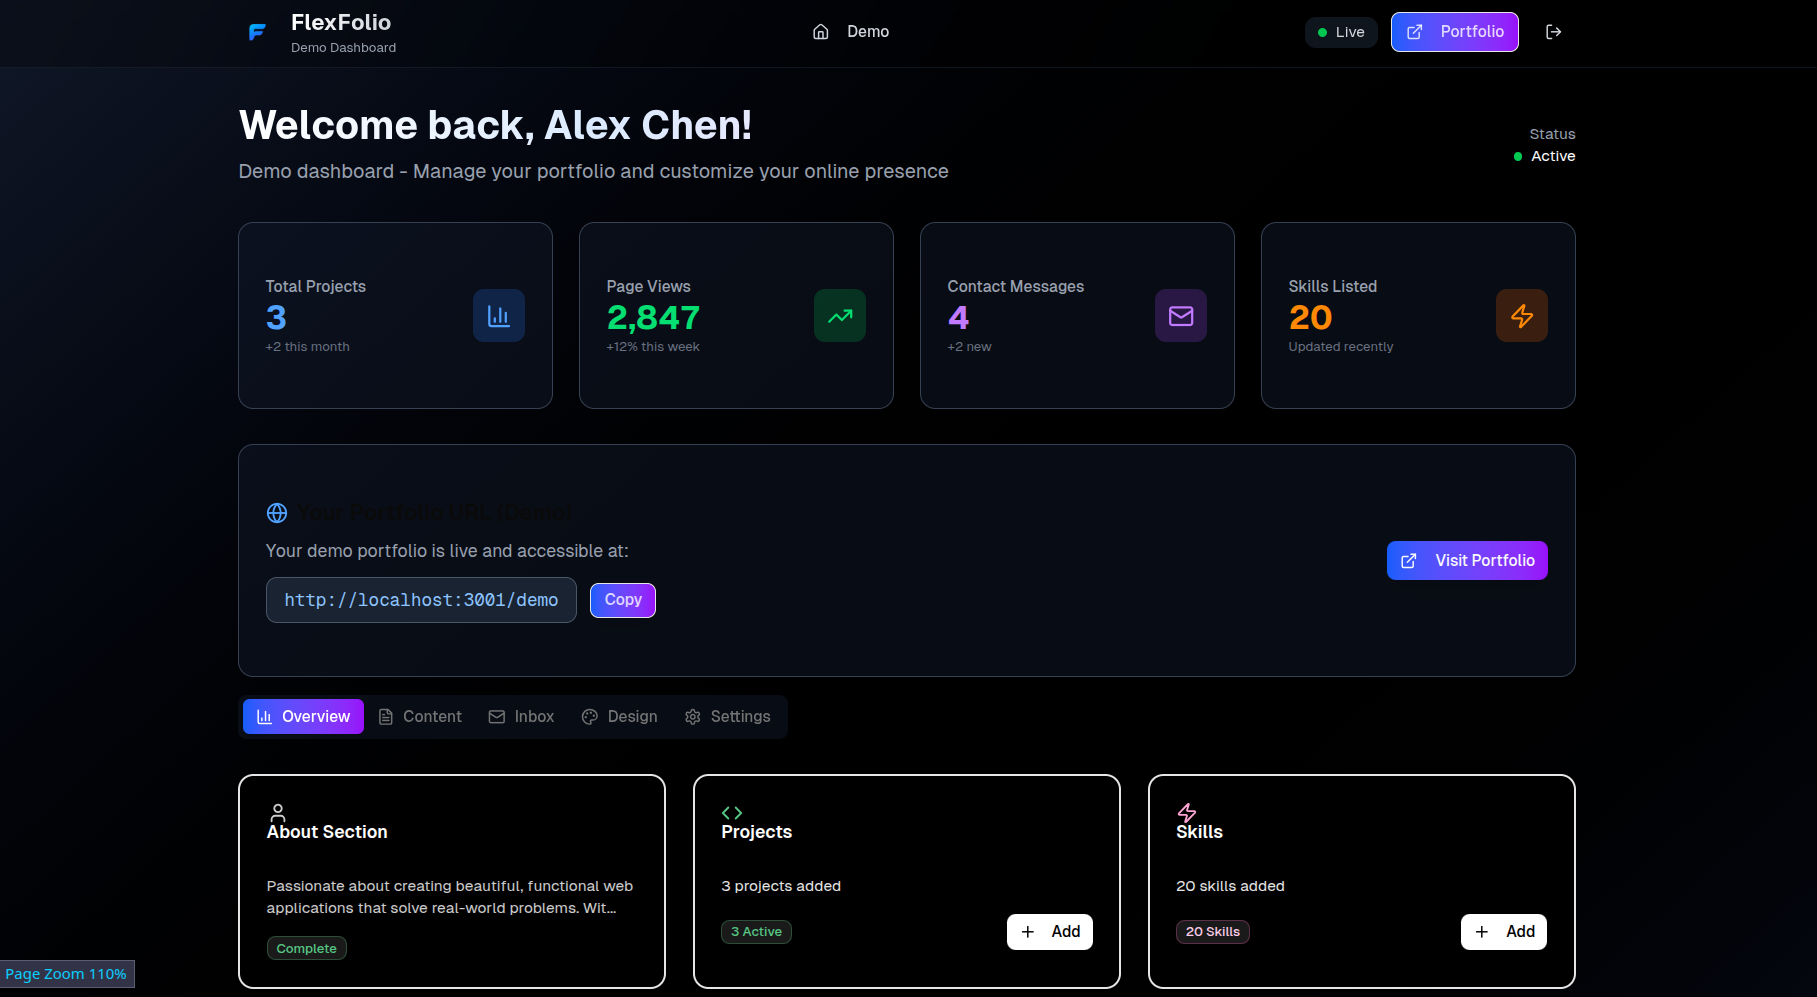 FlexFolio
Demo Dashboard
Demo
Live
Portfolio
Welcome back, Alex Chen!
Demo dashboard - Manage your portfolio and customize your online presence
Status
Active
Total Projects
3
+2 this month
Page Views
2,847
+12% this week
Contact Messages
4
+2 new
Skills Listed
20
Updated recently
Your Portfolio URL (Demo)
Your demo portfolio is live and accessible at:
http://localhost:3001/demo
Copy
Visit Portfolio
Overview
Content
Inbox
Design
Settings
About Section
Passionate about creating beautiful, functional web
applications that solve real-world problems. Wit...
Complete
Projects
3 projects added
3 Active
Add
Skills
20 skills added
20 Skills
Add
Page Zoom 110%